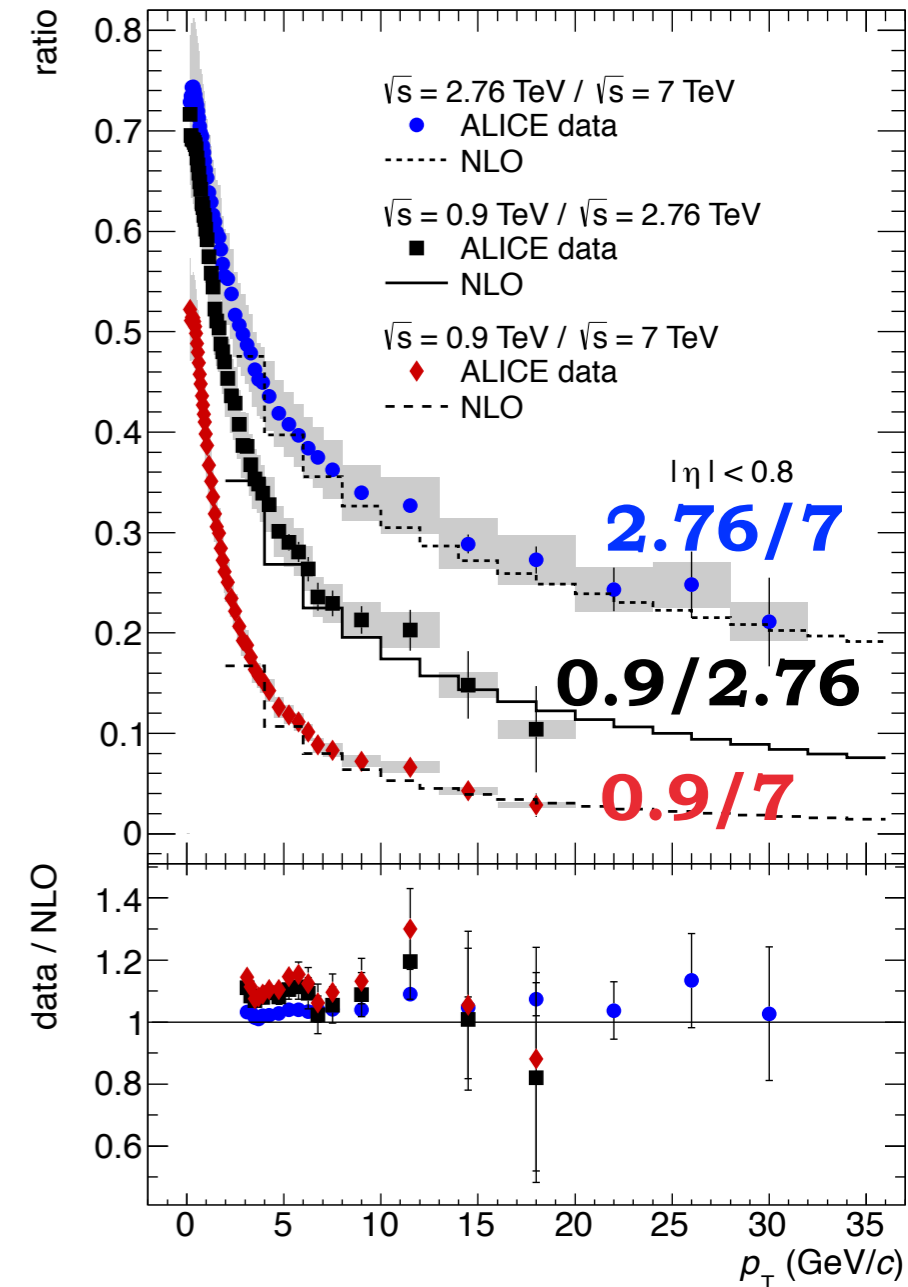 ratio
0.8
0.7
0.6
0.5
0.4
0.3
0.2
0.1
0
√s = 2.76 TeV / √s = 7 TeV
ALICE data
NLO
√s = 0.9 TeV / √s = 2.76 TeV
ALICE data
NLO
√s = 0.9 TeV / √s = 7 TeV
ALICE data
NLO
| η | < 0.8
2.76/7
0.9/2.76
0.9/7
data / NLO
1.4
1.2
1
0.8
0.6
0 5 10 15 20 25 30 35
p_T (GeV/c)